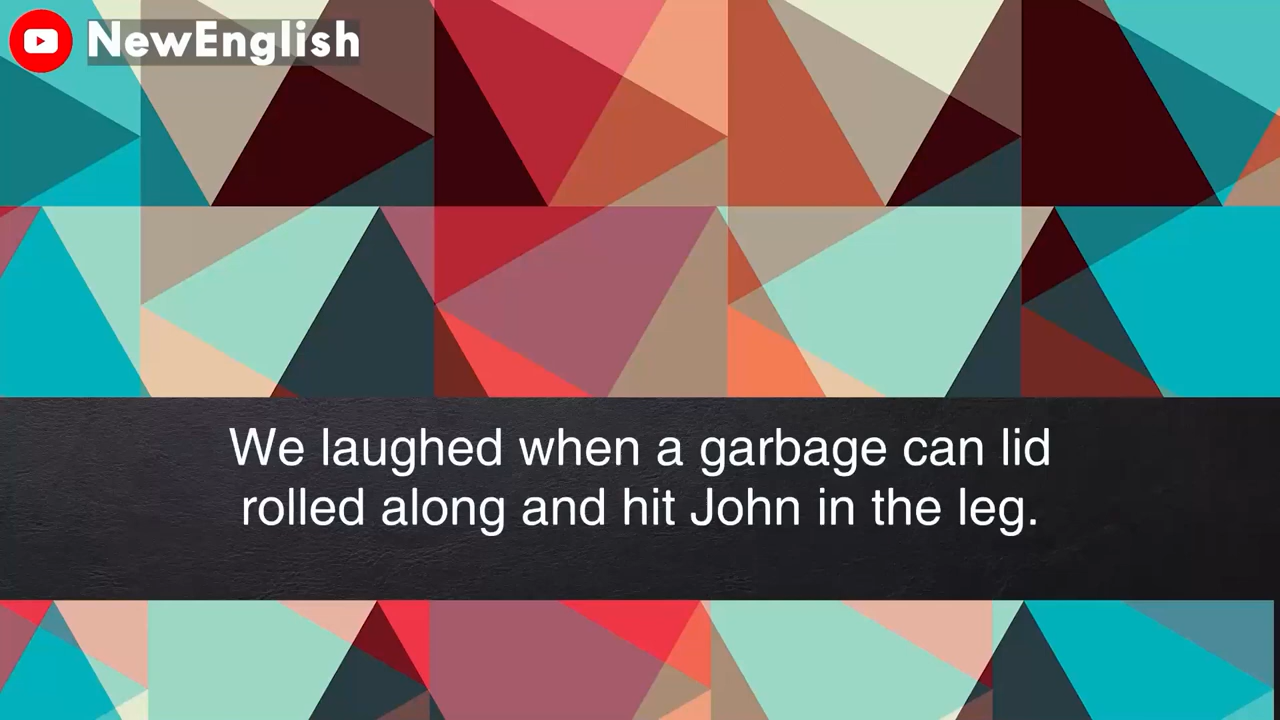 NewEnglish
We laughed when a garbage can lid
rolled along and hit John in the leg.